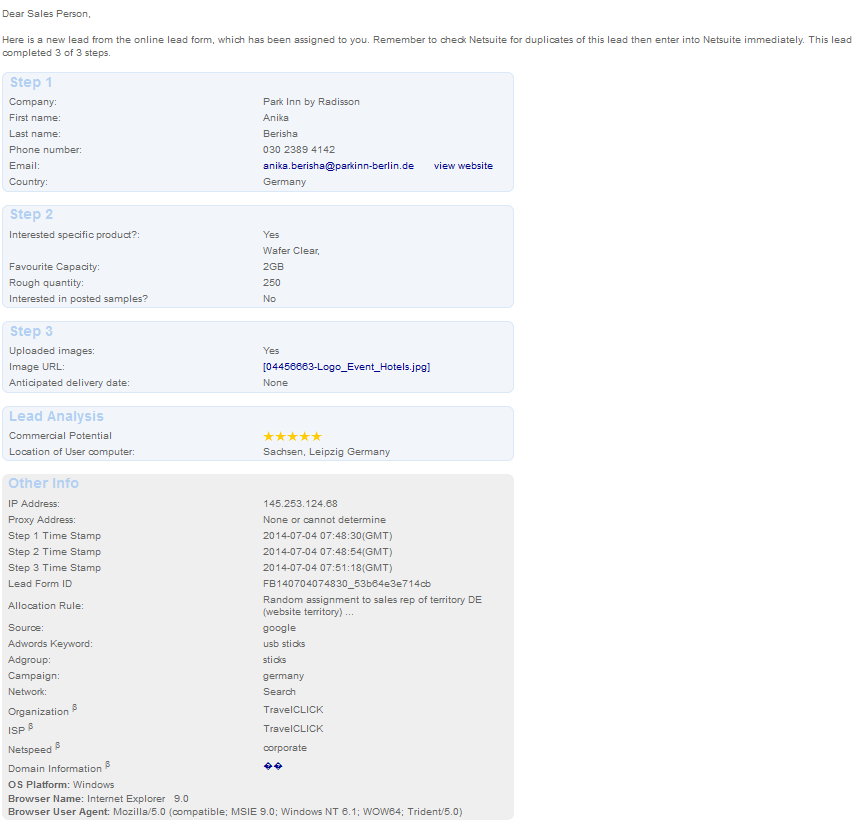 Dear Sales Person,
Here is a new lead from the online lead form, which has been assigned to you. Remember to check Netsuite for duplicates of this lead then enter into Netsuite immediately. This lead
completed 3 of 3 steps.
Step 1
Company: Park Inn by Radisson
First name: Anika
Last name: Berisha
Phone number: 030 2389 4142
Email: anika.berisha@parkinn-berlin.de view website
Country: Germany
Step 2
Interested specific product?: Yes
Wafer Clear,
Favourite Capacity: 2GB
Rough quantity: 250
Interested in posted samples? No
Step 3
Uploaded images: Yes
Image URL: [04456663-Logo_Event_Hotels.jpg]
Anticipated delivery date: None
Lead Analysis
Commercial Potential ★★★★★
Location of User computer: Sachsen, Leipzig Germany
Other Info
IP Address: 145.253.124.68
Proxy Address: None or cannot determine
Step 1 Time Stamp 2014-07-04 07:48:30(GMT)
Step 2 Time Stamp 2014-07-04 07:48:54(GMT)
Step 3 Time Stamp 2014-07-04 07:51:18(GMT)
Lead Form ID FB140704074830_53b64e3e714cb
Allocation Rule: Random assignment to sales rep of territory DE
(website territory) ...
Source: google
Adwords Keyword: usb sticks
Adgroup: sticks
Campaign: germany
Network: Search
Organization β TravelCLICK
ISP β TravelCLICK
Netspeed β corporate
Domain Information β ��
OS Platform: Windows
Browser Name: Internet Explorer 9.0
Browser User Agent: Mozilla/5.0 (compatible; MSIE 9.0; Windows NT 6.1; WOW64; Trident/5.0)